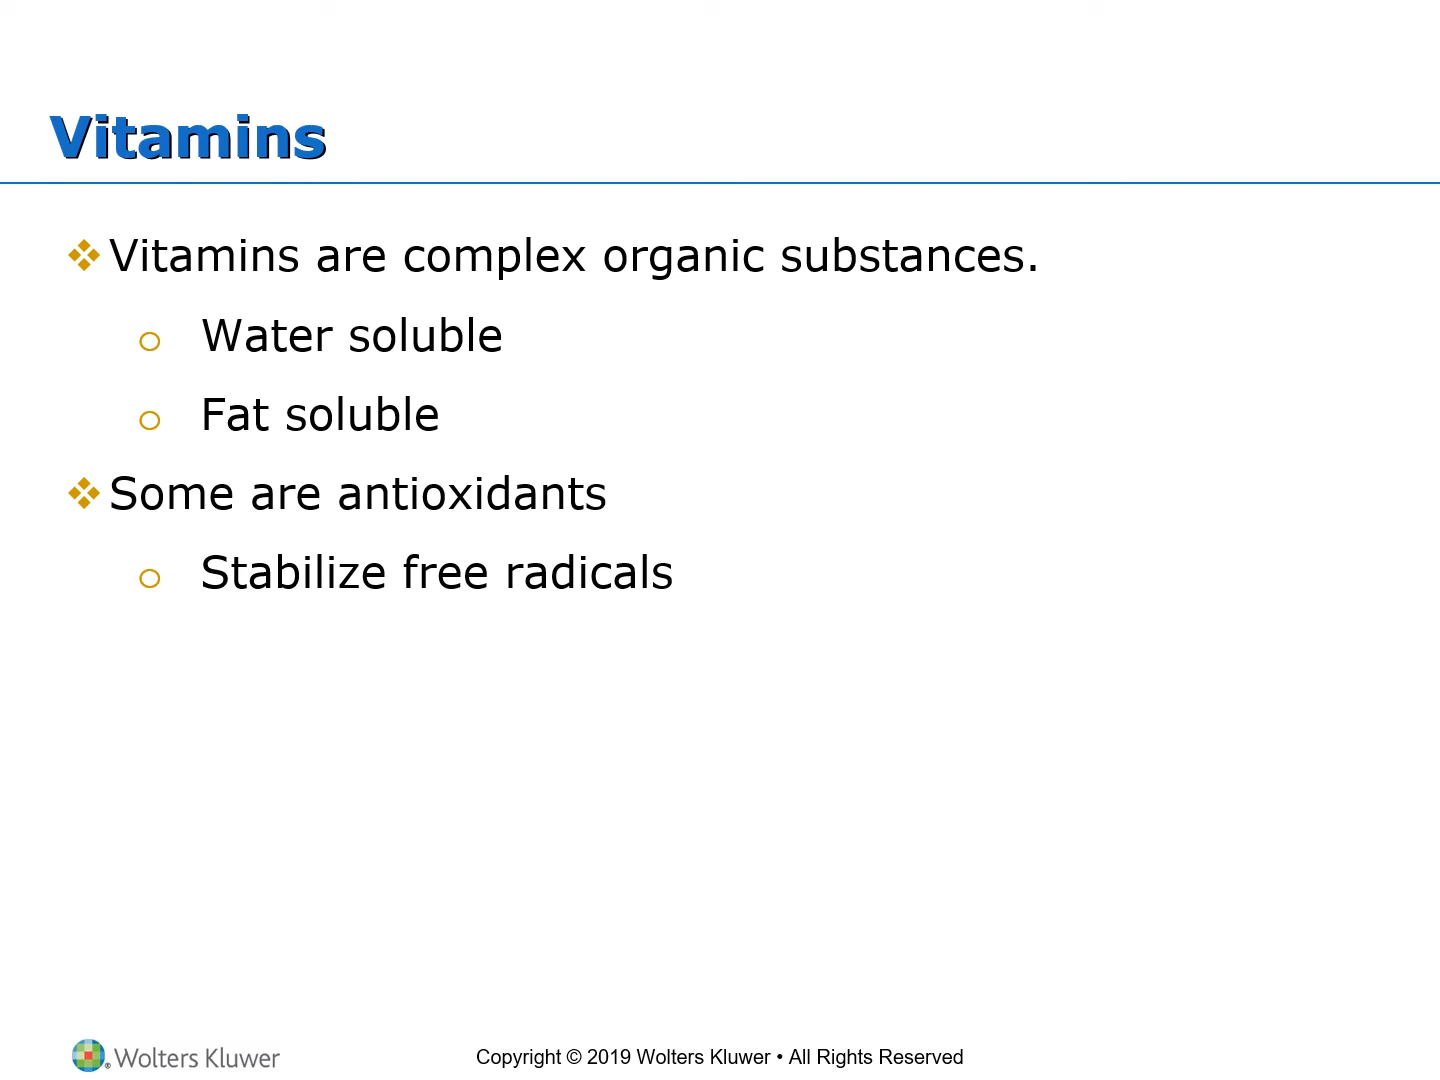 Vitamins
❖ Vitamins are complex organic substances.
o Water soluble
o Fat soluble
❖ Some are antioxidants
o Stabilize free radicals
® Wolters Kluwer
Copyright © 2019 Wolters Kluwer • All Rights Reserved